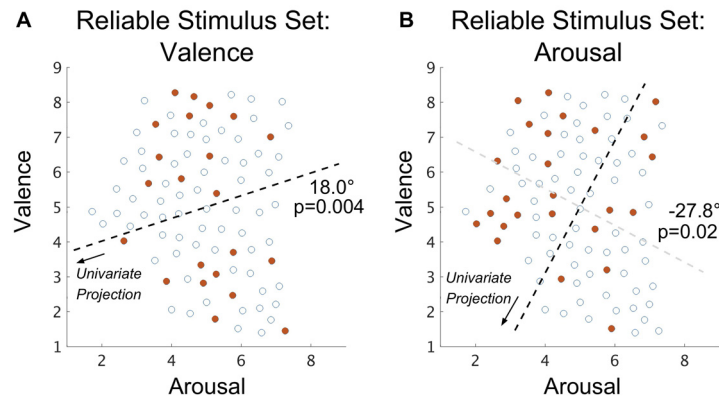 A
Reliable Stimulus Set:
Valence
9
8
7
6
5
4
3
2
1
Valence
18.0°
p=0.004
Univariate
Projection
2
4
6
8
Arousal
B
Reliable Stimulus Set:
Arousal
9
8
7
6
5
4
3
2
1
Valence
-27.8°
p=0.02
Univariate
Projection
2
4
6
8
Arousal